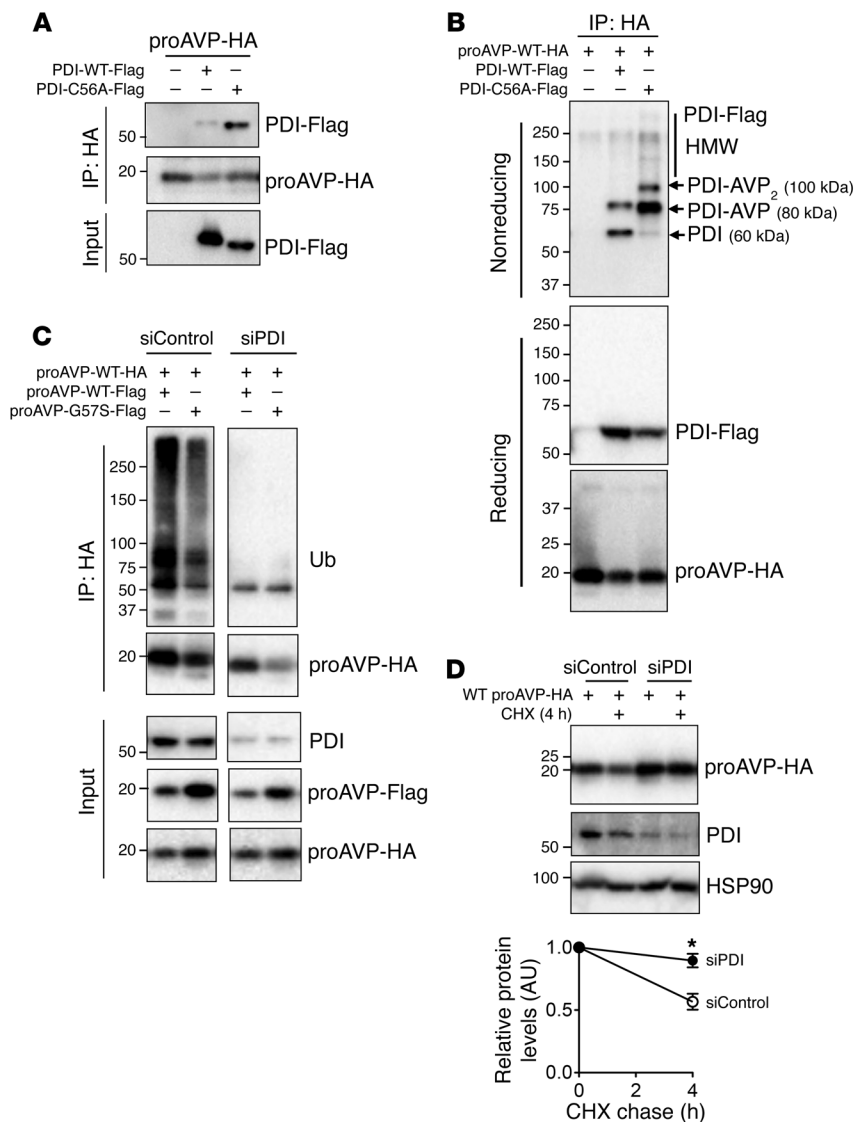 A
proAVP-HA
PDI-WT-Flag – + –
PDI-C56A-Flag – – +
IP: HA
50
PDI-Flag
20
proAVP-HA
Input
50
PDI-Flag
B
IP: HA
proAVP-WT-HA + + +
PDI-WT-Flag – + –
PDI-C56A-Flag – – +
Nonreducing
250
150
100
75
50
37
PDI-Flag
HMW
PDI-AVP2 (100 kDa)
PDI-AVP (80 kDa)
PDI (60 kDa)
Reducing
250
150
100
75
50
PDI-Flag
37
25
20
proAVP-HA
C
siControl siPDI
proAVP-WT-HA + + + +
proAVP-WT-Flag + – + –
proAVP-G57S-Flag – + – +
IP: HA
250
150
100
75
50
37
Ub
20
proAVP-HA
Input
50
PDI
20
proAVP-Flag
20
proAVP-HA
D
siControl siPDI
WT proAVP-HA + + + +
CHX (4 h) + +
25
20
proAVP-HA
50
PDI
100
HSP90
Relative protein
levels (AU)
1.0
0.5
0.0
*
siPDI
siControl
0 2 4
CHX chase (h)